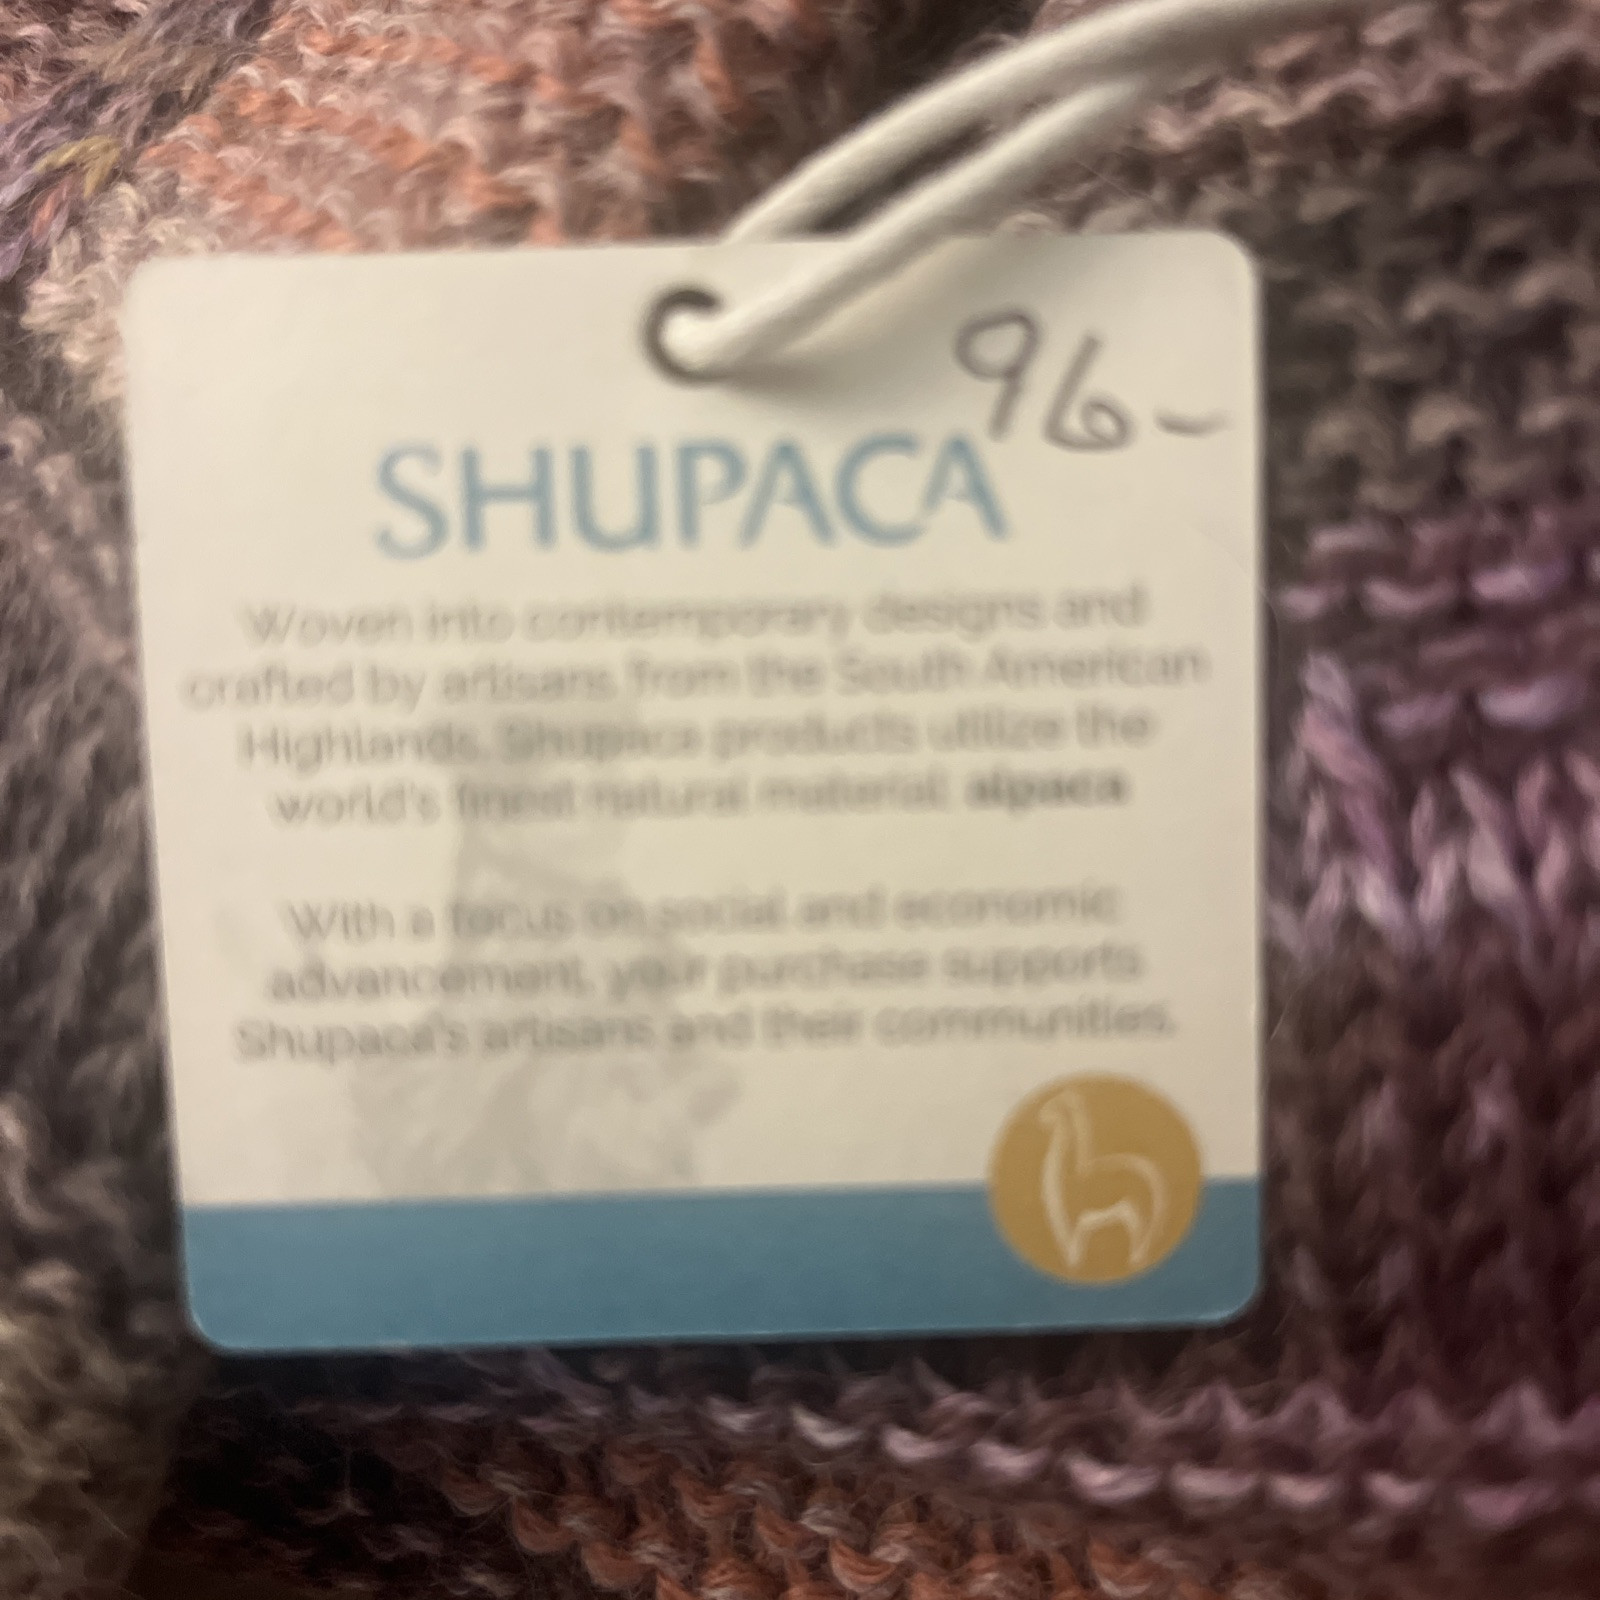 96-
SHUPACA
Woven into contemporary designs and
crafted by artisans from the South American
Highlands, Shupaca products utilize the
world's finest natural material: alpaca
With a focus on social and economic
advancement, your purchase supports
Shupaca's artisans and their communities.